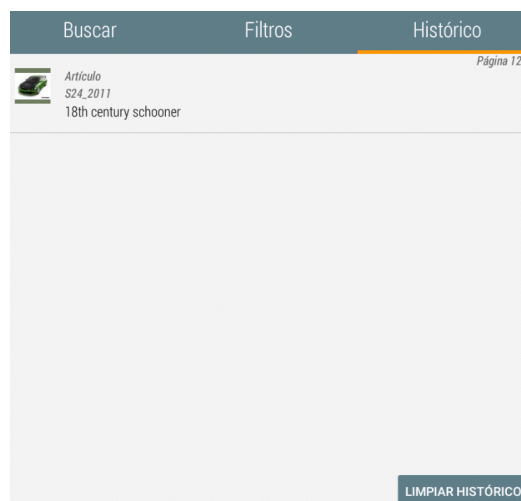 Buscar Filtros Histórico
Página 12
Artículo
S24_2011
18th century schooner
LIMPIAR HISTÓRICO